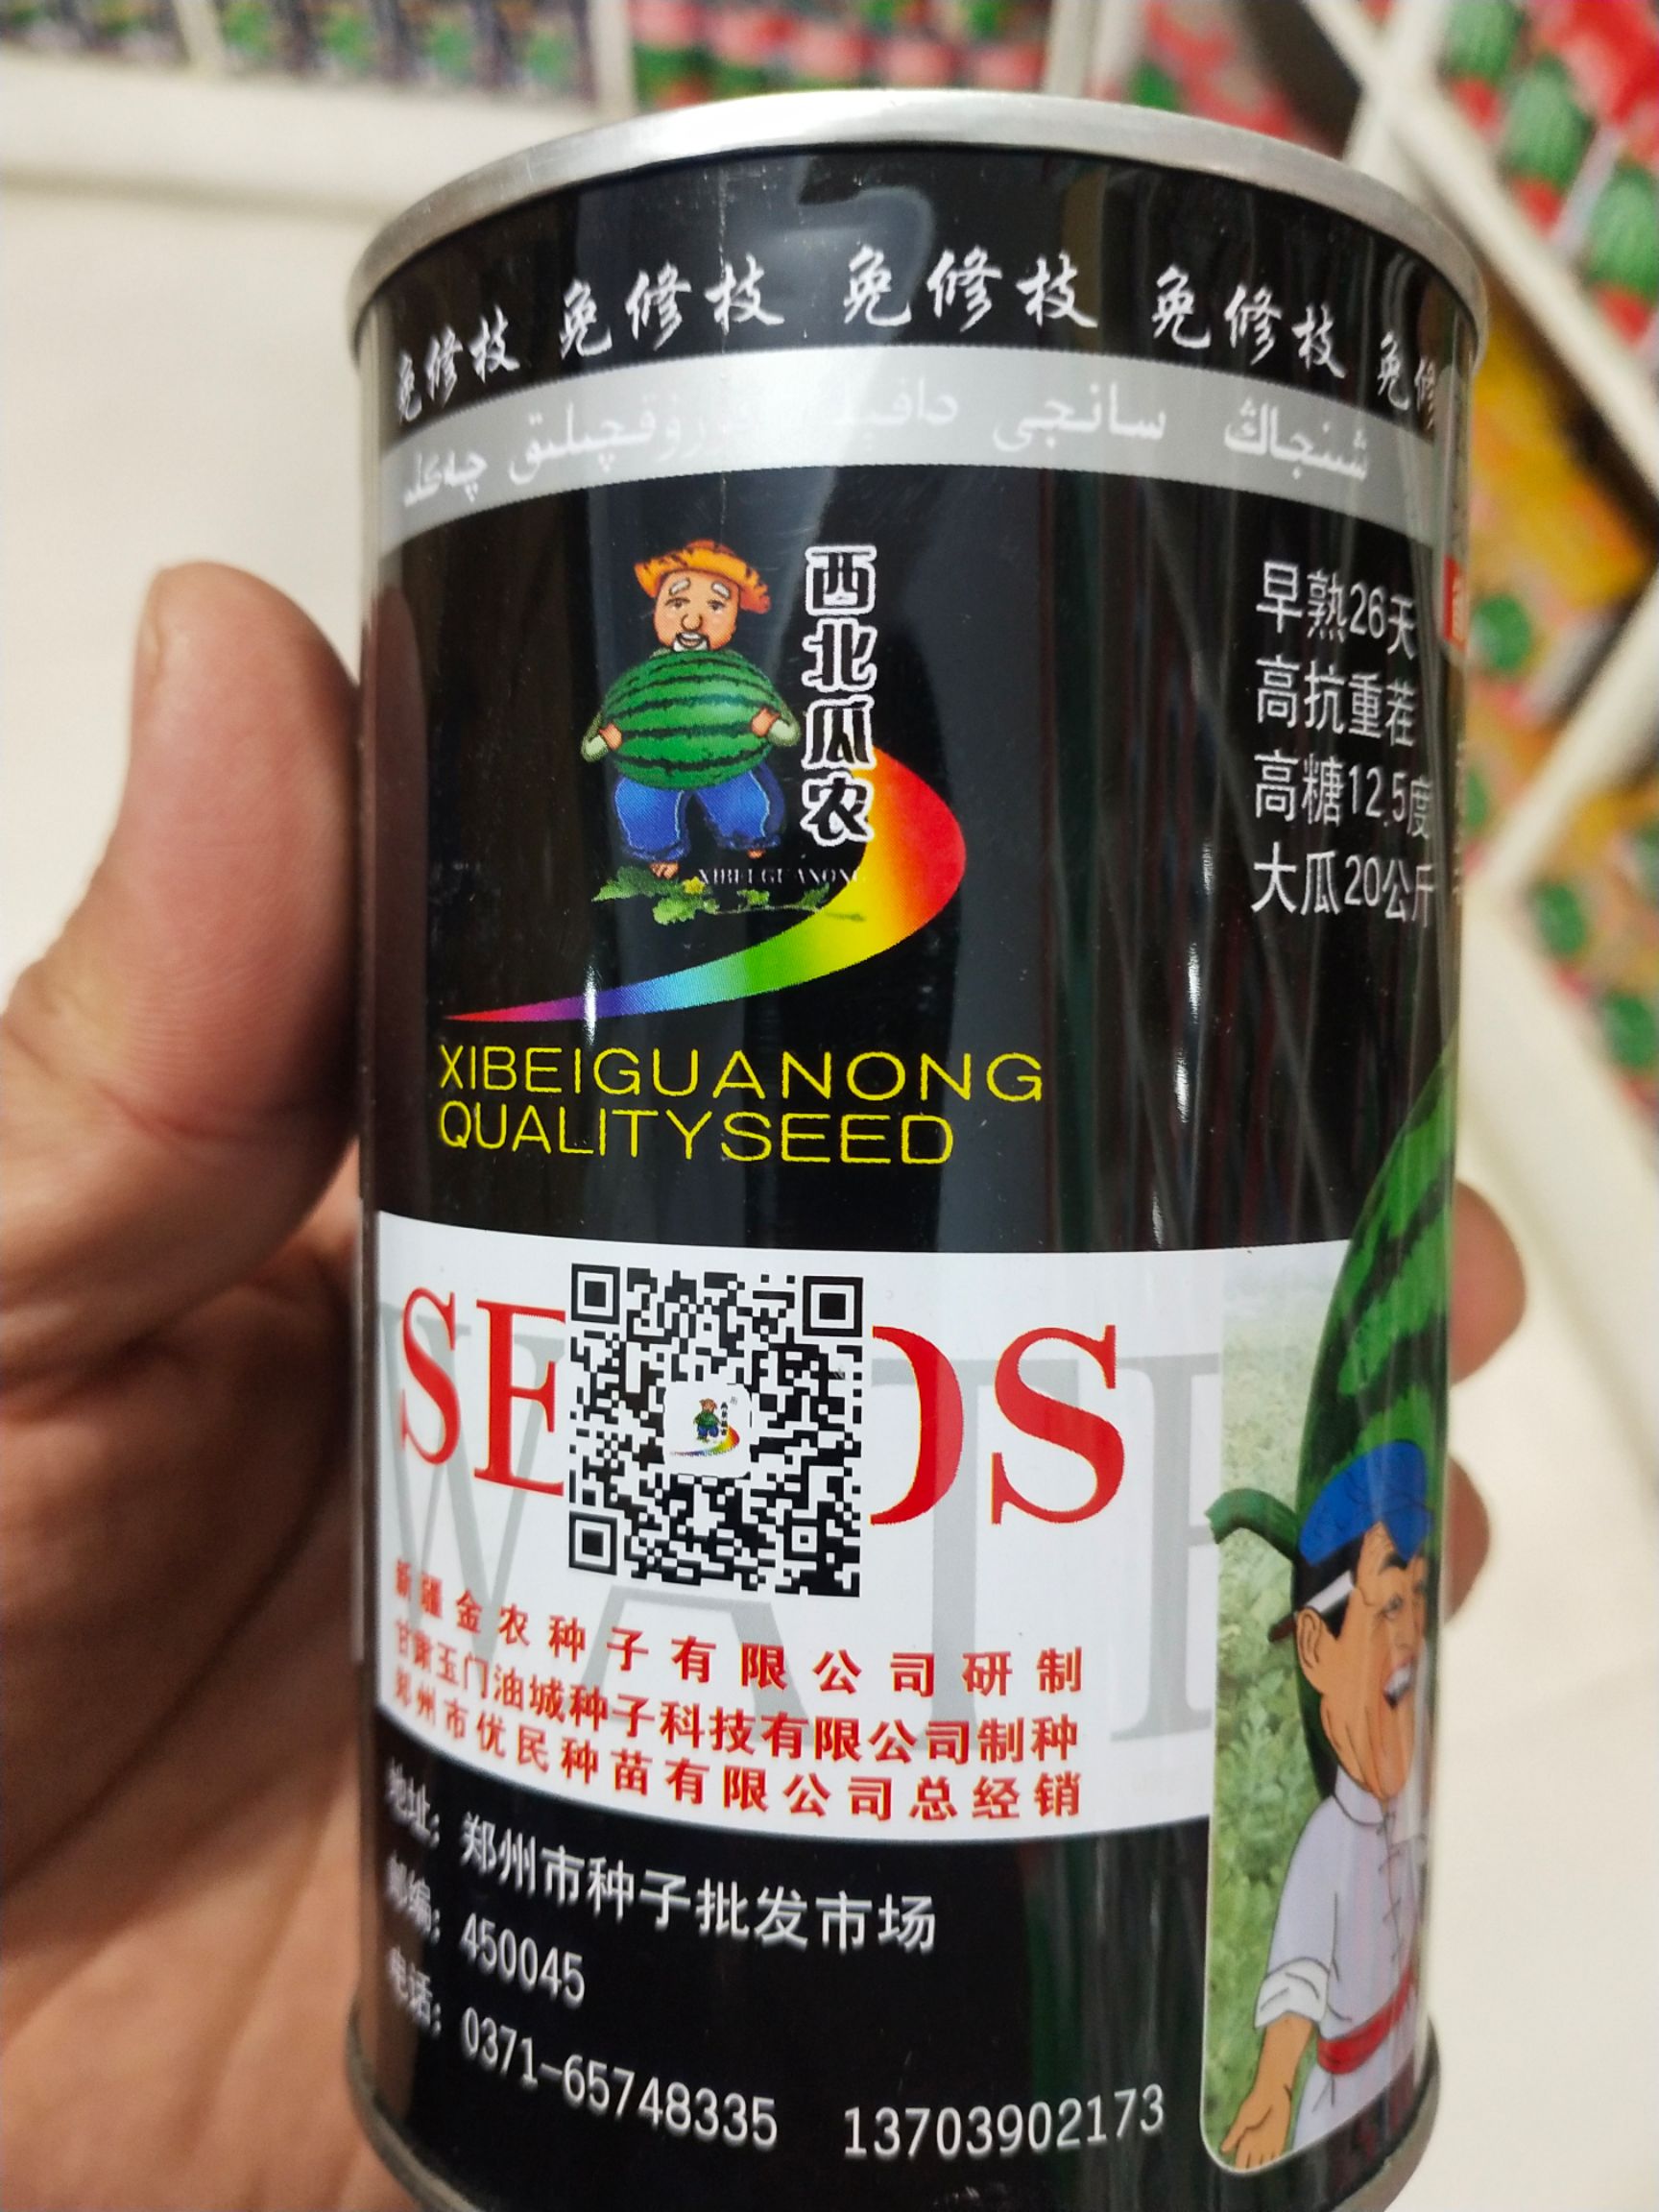 免修枝 免修枝 免修枝 免修枝 免修
شىنجاڭ سانجى
西北瓜农
XIBEIGUANONG
早熟26天
高抗重茬
高糖12.5度
大瓜20公斤
XIBEIGUANONG
QUALITYSEED
新疆金农种子有限公司研制
甘肃玉门油城种子科技有限公司制种
郑州市优民种苗有限公司总经销
地址：郑州市种子批发市场
邮编：450045
电话：0371-65748335 13703902173